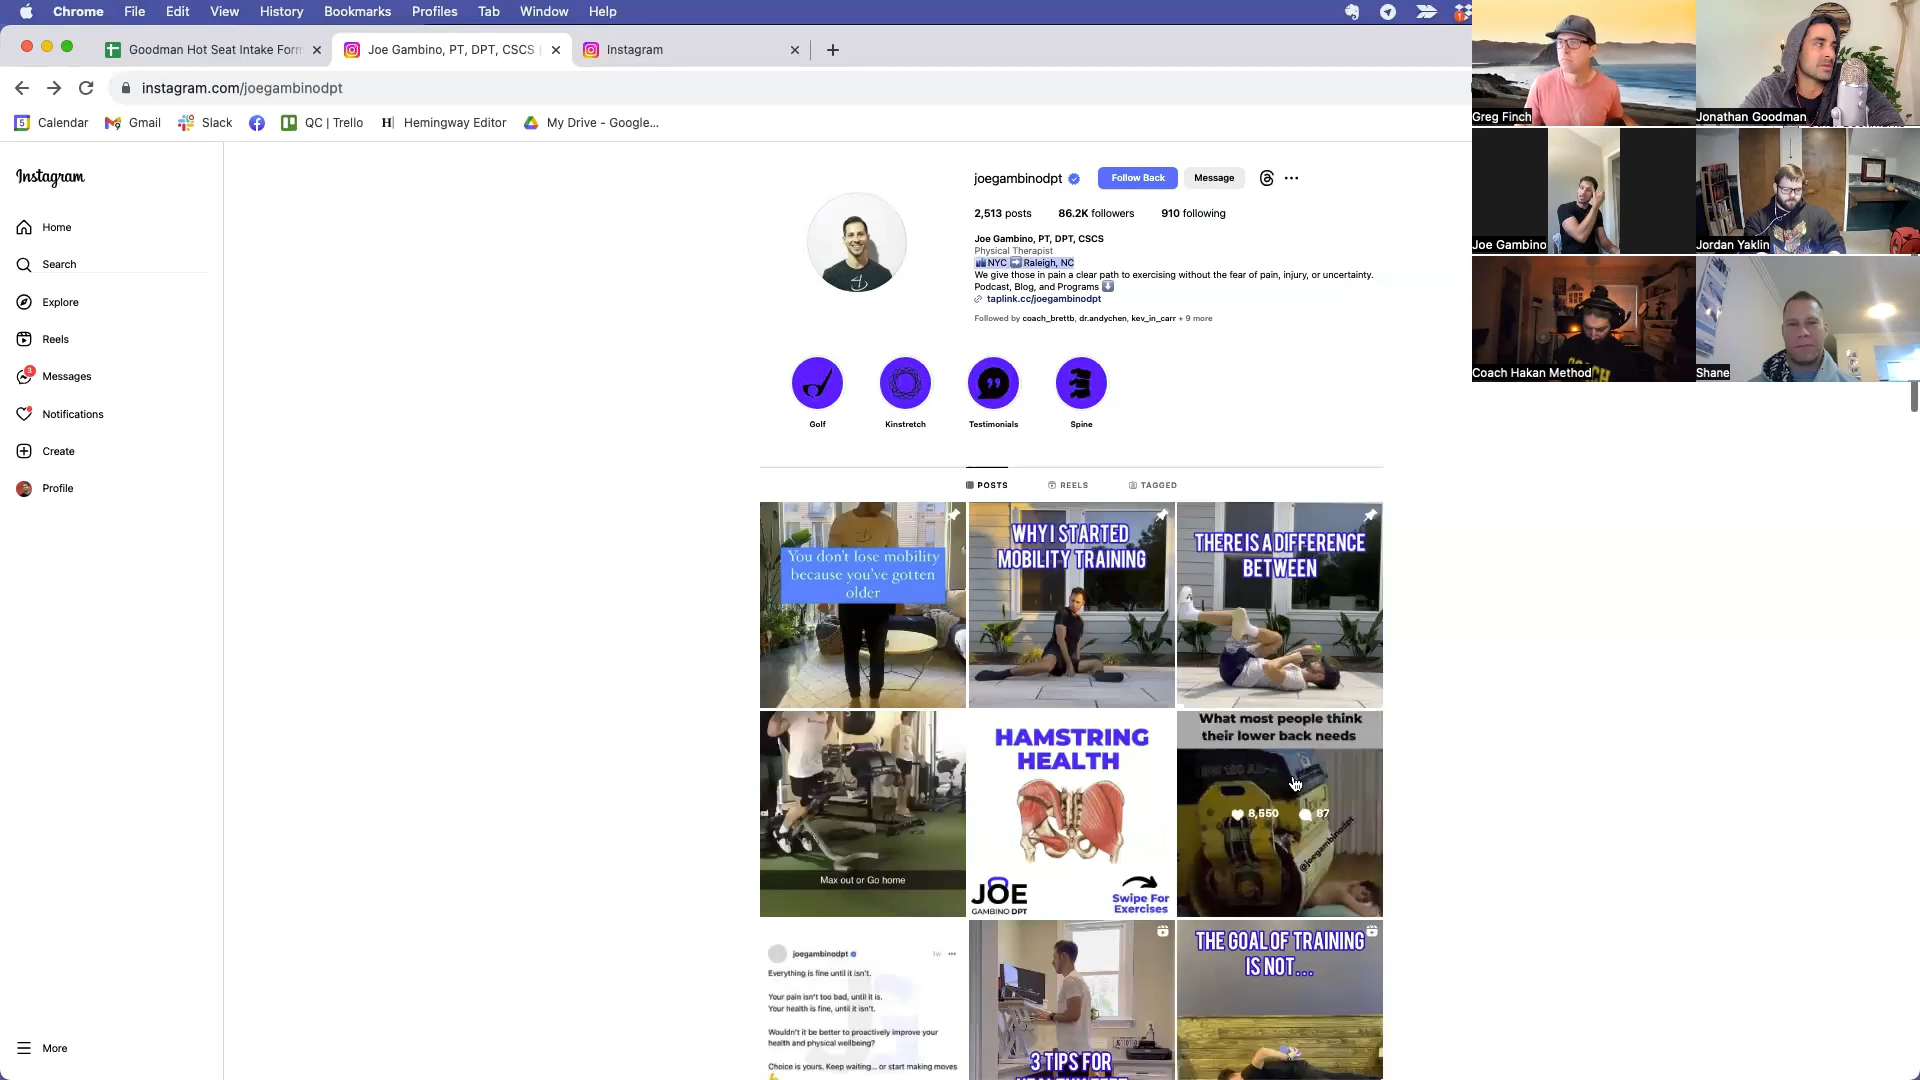 Chrome File Edit View History Bookmarks Profiles Tab Window Help
Goodman Hot Seat Intake Form
Joe Gambino, PT, DPT, CSCS
Instagram
instagram.com/joegambinodpt
Calendar
Gmail
Slack
QC | Trello
Hemingway Editor
My Drive - Google...
Greg Finch
Jonathan Goodman
Joe Gambino
Jordan Yaklin
Coach Hakan Method
Shane
Instagram
Home
Search
Explore
Reels
3
Messages
Notifications
Create
Profile
More
joegambinodpt
Follow Back
Message
2,513 posts
86.2K followers
910 following
Joe Gambino, PT, DPT, CSCS
Physical Therapist
NYC ➡️ Raleigh, NC
We give those in pain a clear path to exercising without the fear of pain, injury, or uncertainty.
Podcast, Blog, and Programs ⬇️
taplink.cc/joegambinodpt
Followed by coach_brettb, dr.andychen, kev_in_carr + 9 more
Golf
Kinstretch
Testimonials
Spine
POSTS
REELS
TAGGED
You don't lose mobility
because you've gotten
older
WHY I STARTED
MOBILITY TRAINING
THERE IS A DIFFERENCE
BETWEEN
Max out or Go home
HAMSTRING
HEALTH
JOE
GAMBINO DPT
Swipe For
Exercises
What most people think
their lower back needs
8,550
87
@joegambinodpt
joegambinodpt
1w
Everything is fine until it isn't.
Your pain isn't too bad, until it is.
Your health is fine, until it isn't.
Wouldn't it be better to proactively improve your
health and physical wellbeing?
Choice is yours. Keep waiting... or start making moves
3 TIPS FOR
THE GOAL OF TRAINING
IS NOT...